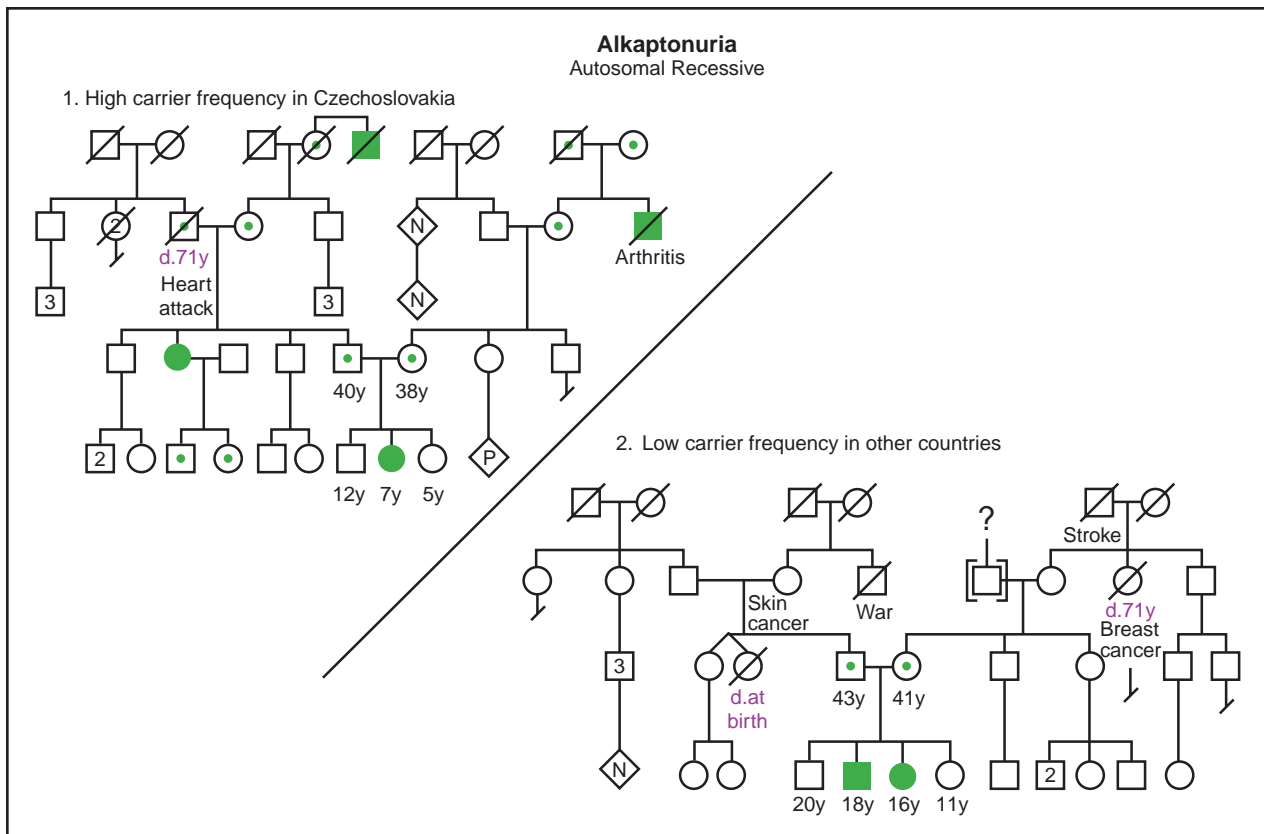 Alkaptonuria
Autosomal Recessive
1. High carrier frequency in Czechoslovakia
2
N
d.71y
Heart
attack
Arthritis
3
3
N
40y
38y
2
P
12y
7y
5y
2. Low carrier frequency in other countries
?
Stroke
Skin
cancer
War
d.71y
Breast
cancer
3
d.at
birth
43y
41y
N
2
20y
18y
16y
11y